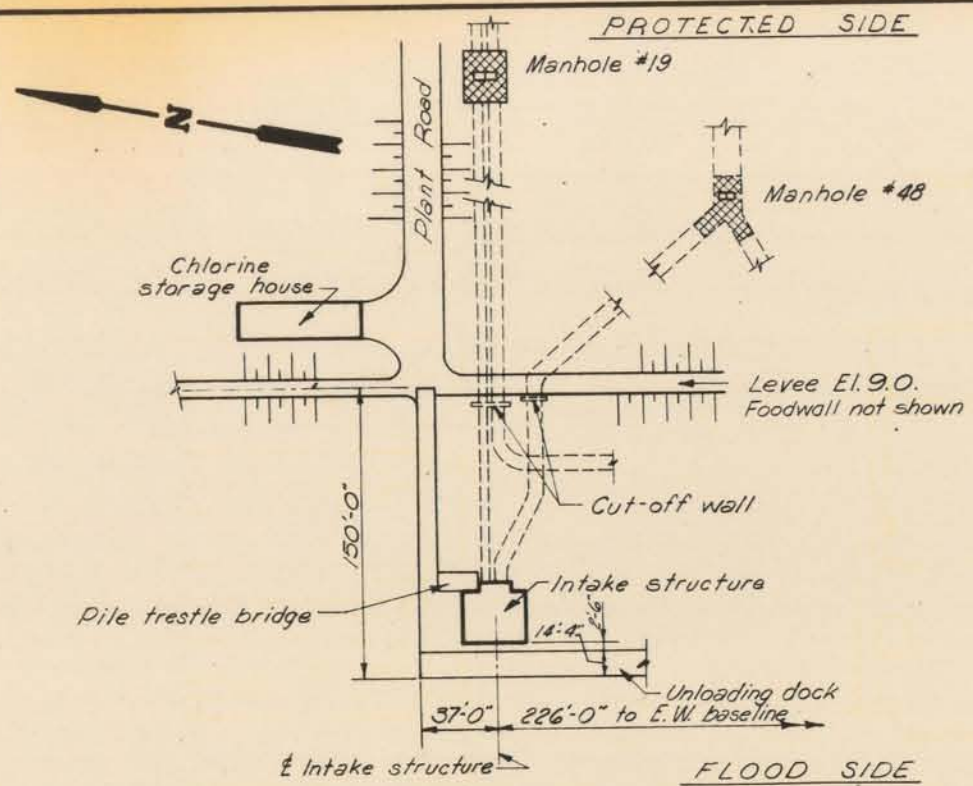 PROTECTED SIDE
Manhole #19
N
Plant Road
Manhole #48
Chlorine
storage house
Levee El. 9.0.
Foodwall not shown
150'-0"
Cut-off wall
Intake structure
Pile trestle bridge
14'-4"
Unloading dock
37'-0"
226'-0" to E.W. baseline
℄ Intake structure
FLOOD SIDE